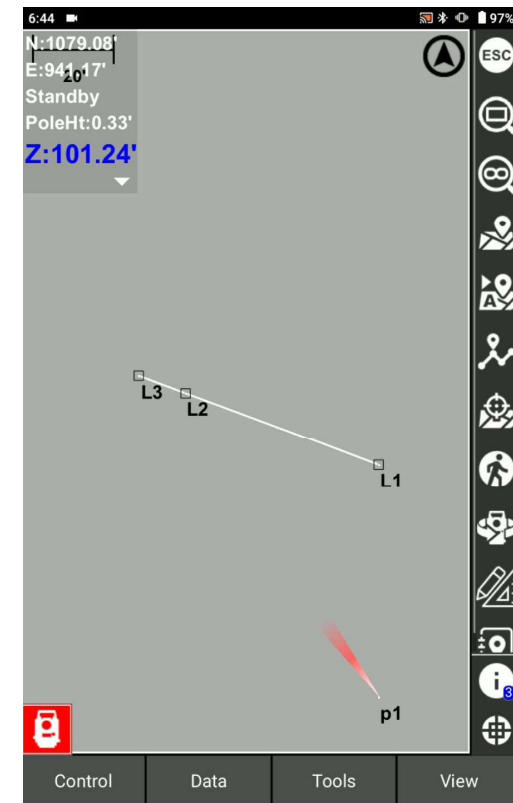 6:44
97%
N:1079.08'
E:941.17'
20'
Standby
PoleHt:0.33'
Z:101.24'
ESC
A
L3
L2
L1
p1
i
3
Control
Data
Tools
View